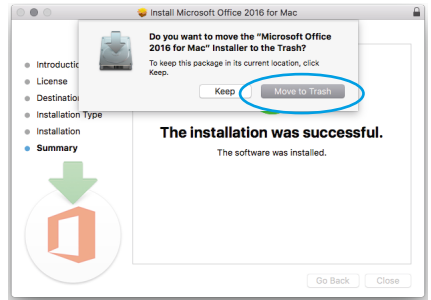 Install Microsoft Office 2016 for Mac
Do you want to move the “Microsoft Office
2016 for Mac” Installer to the Trash?
To keep this package in its current location, click
Keep.
Keep
Move to Trash
Introductio
License
Destination
Installation Type
Installation
Summary
The installation was successful.
The software was installed.
Go Back
Close